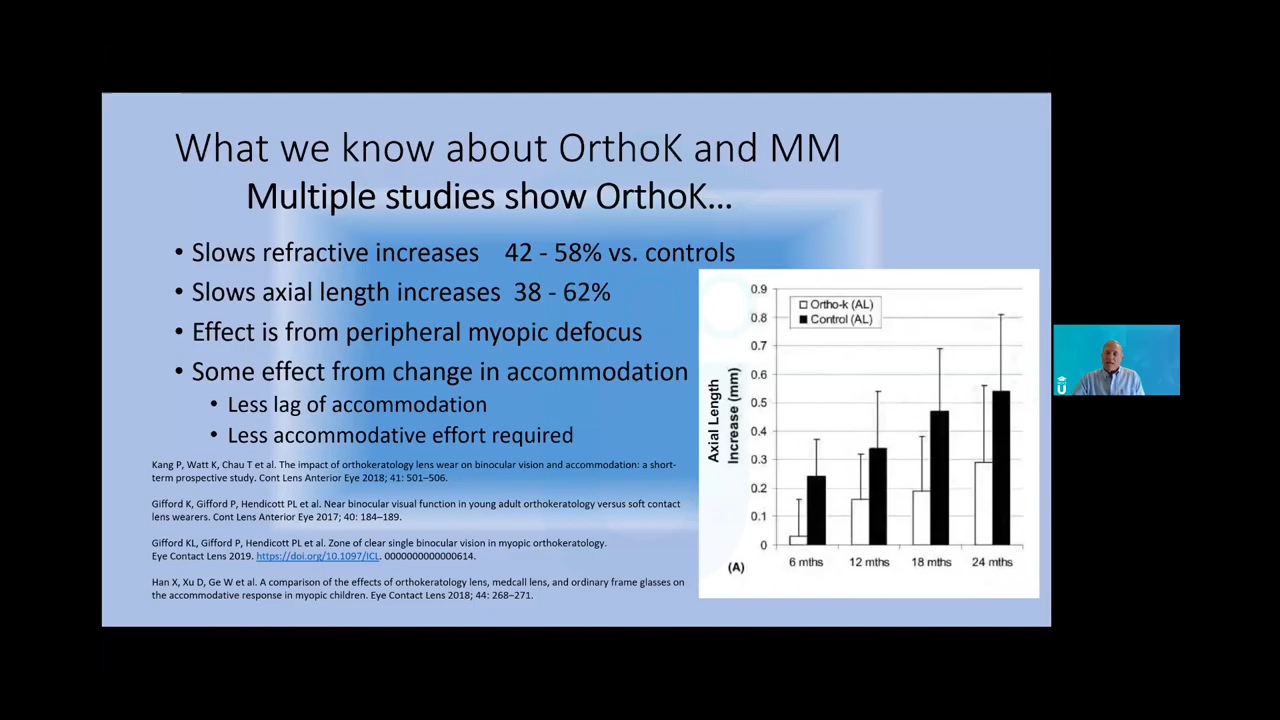 What we know about OrthoK and MM
Multiple studies show OrthoK...
• Slows refractive increases 42 - 58% vs. controls
• Slows axial length increases 38 - 62%
• Effect is from peripheral myopic defocus
• Some effect from change in accommodation
• Less lag of accommodation
• Less accommodative effort required
Kang P, Watt K, Chau T et al. The impact of orthokeratology lens wear on binocular vision and accommodation: a short-
term prospective study. Cont Lens Anterior Eye 2018; 41: 501–506.
Gifford K, Gifford P, Hendicott PL et al. Near binocular visual function in young adult orthokeratology versus soft contact
lens wearers. Cont Lens Anterior Eye 2017; 40: 184–189.
Gifford KL, Gifford P, Hendicott PL et al. Zone of clear single binocular vision in myopic orthokeratology.
Eye Contact Lens 2019. https://doi.org/10.1097/ICL. 0000000000000614.
Han X, Xu D, Ge W et al. A comparison of the effects of orthokeratology lens, medcall lens, and ordinary frame glasses on
the accommodative response in myopic children. Eye Contact Lens 2018; 44: 268–271.
Ortho-k (AL)
Control (AL)
Axial Length
Increase (mm)
0.9
0.8
0.7
0.6
0.5
0.4
0.3
0.2
0.1
0
6 mths 12 mths 18 mths 24 mths
(A)
U